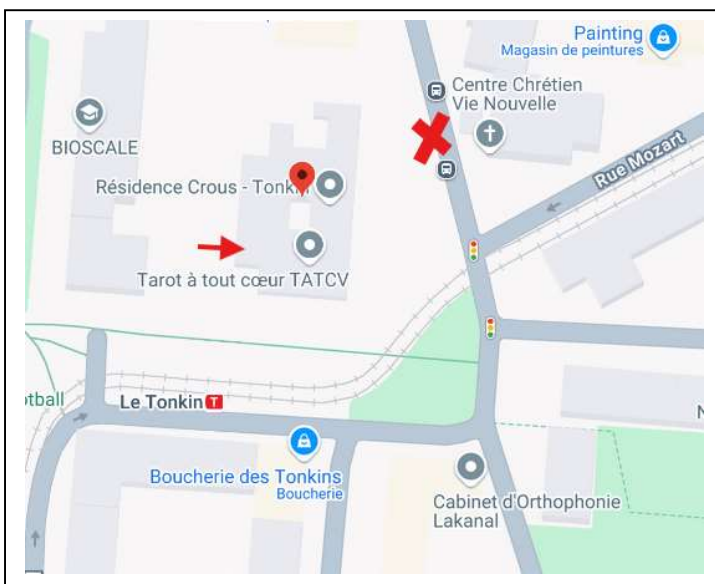 Painting
Magasin de peintures
Centre Chrétien
Vie Nouvelle
BIOSCALE
Rue Mozart
Résidence Crous - Tonkin
Tarot à tout cœur TATCV
otball
Le Tonkin T
Boucherie des Tonkins
Boucherie
Cabinet d'Orthophonie
Lakanal
N